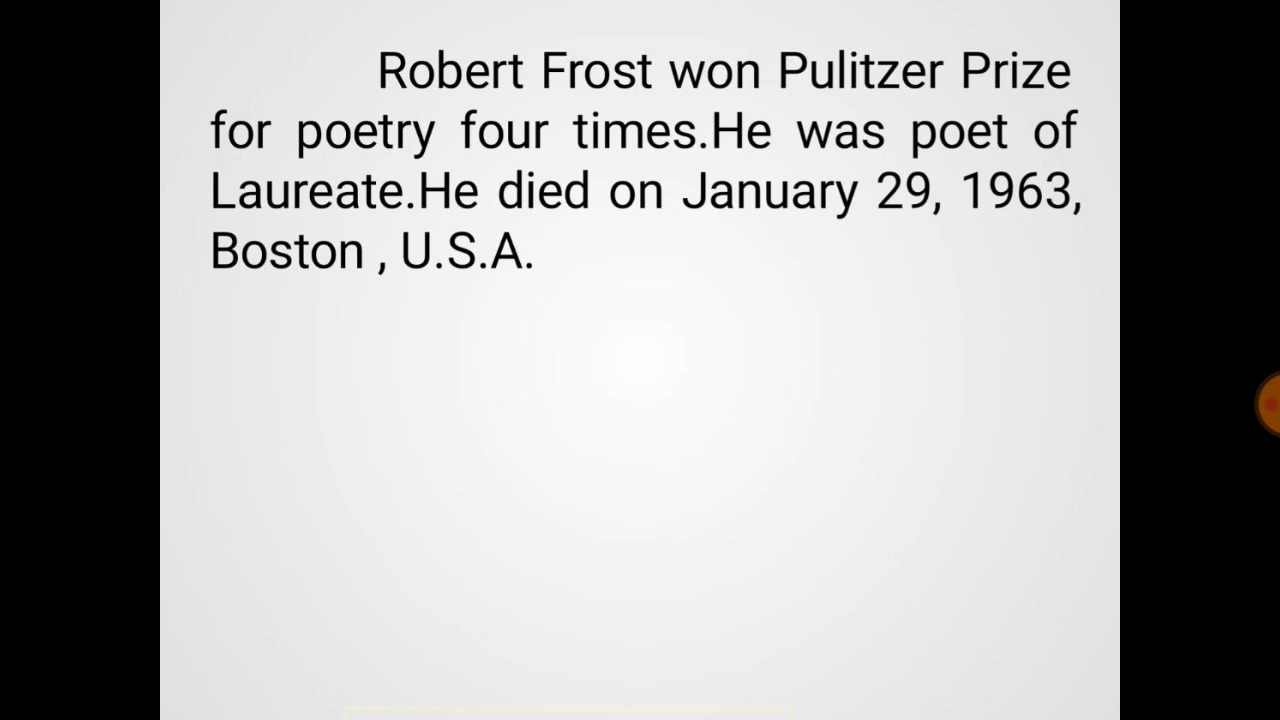 Robert Frost won Pulitzer Prize
for poetry four times.He was poet of
Laureate.He died on January 29, 1963,
Boston , U.S.A.